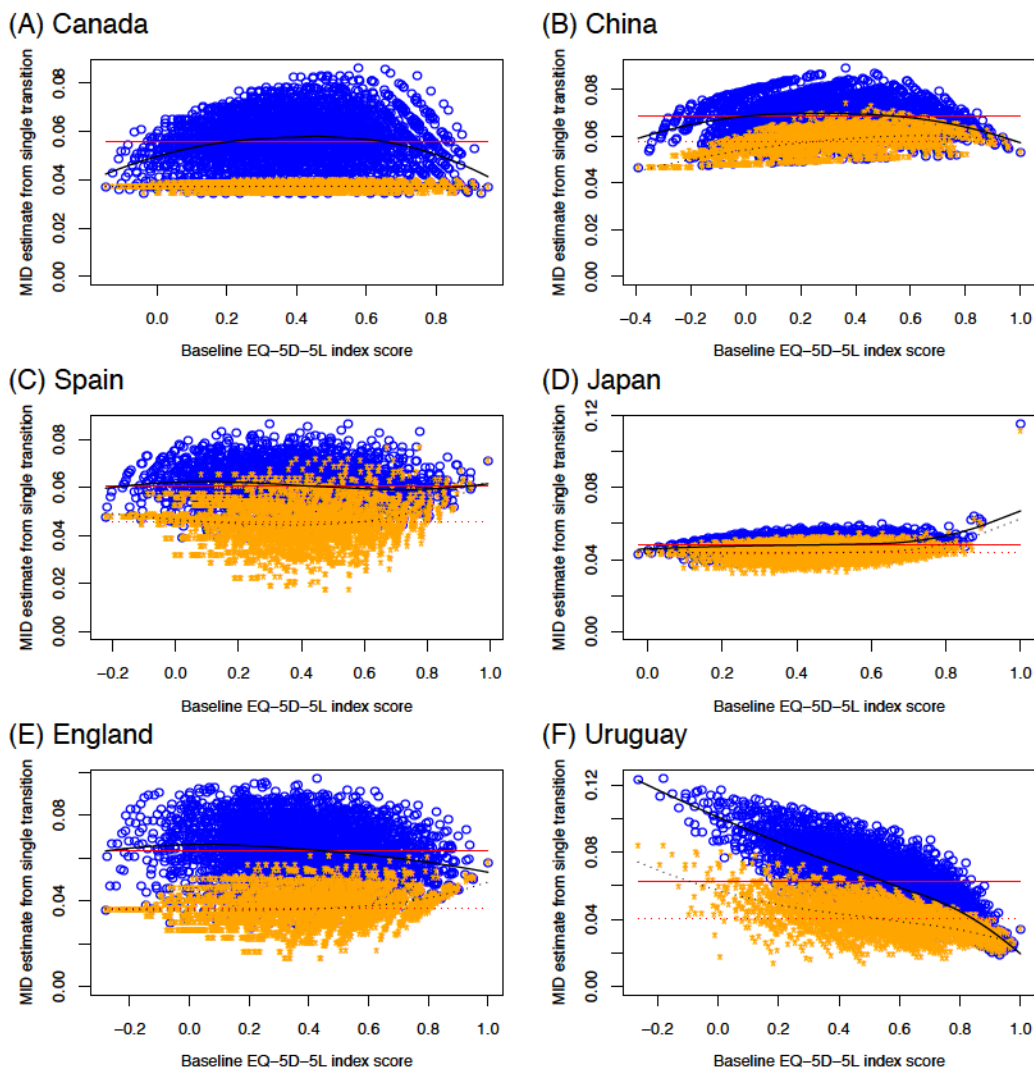 (A) Canada
MID estimate from single transition
0.00 0.02 0.04 0.06 0.08
0.0 0.2 0.4 0.6 0.8
Baseline EQ–5D–5L index score
(B) China
MID estimate from single transition
0.00 0.02 0.04 0.06 0.08
−0.4 −0.2 0.0 0.2 0.4 0.6 0.8 1.0
Baseline EQ–5D–5L index score
(C) Spain
MID estimate from single transition
0.00 0.02 0.04 0.06 0.08
−0.2 0.0 0.2 0.4 0.6 0.8 1.0
Baseline EQ–5D–5L index score
(D) Japan
MID estimate from single transition
0.00 0.04 0.08 0.12
0.0 0.2 0.4 0.6 0.8 1.0
Baseline EQ–5D–5L index score
(E) England
MID estimate from single transition
0.00 0.04 0.08
−0.2 0.0 0.2 0.4 0.6 0.8 1.0
Baseline EQ–5D–5L index score
(F) Uruguay
MID estimate from single transition
0.00 0.04 0.08 0.12
−0.2 0.0 0.2 0.4 0.6 0.8 1.0
Baseline EQ–5D–5L index score